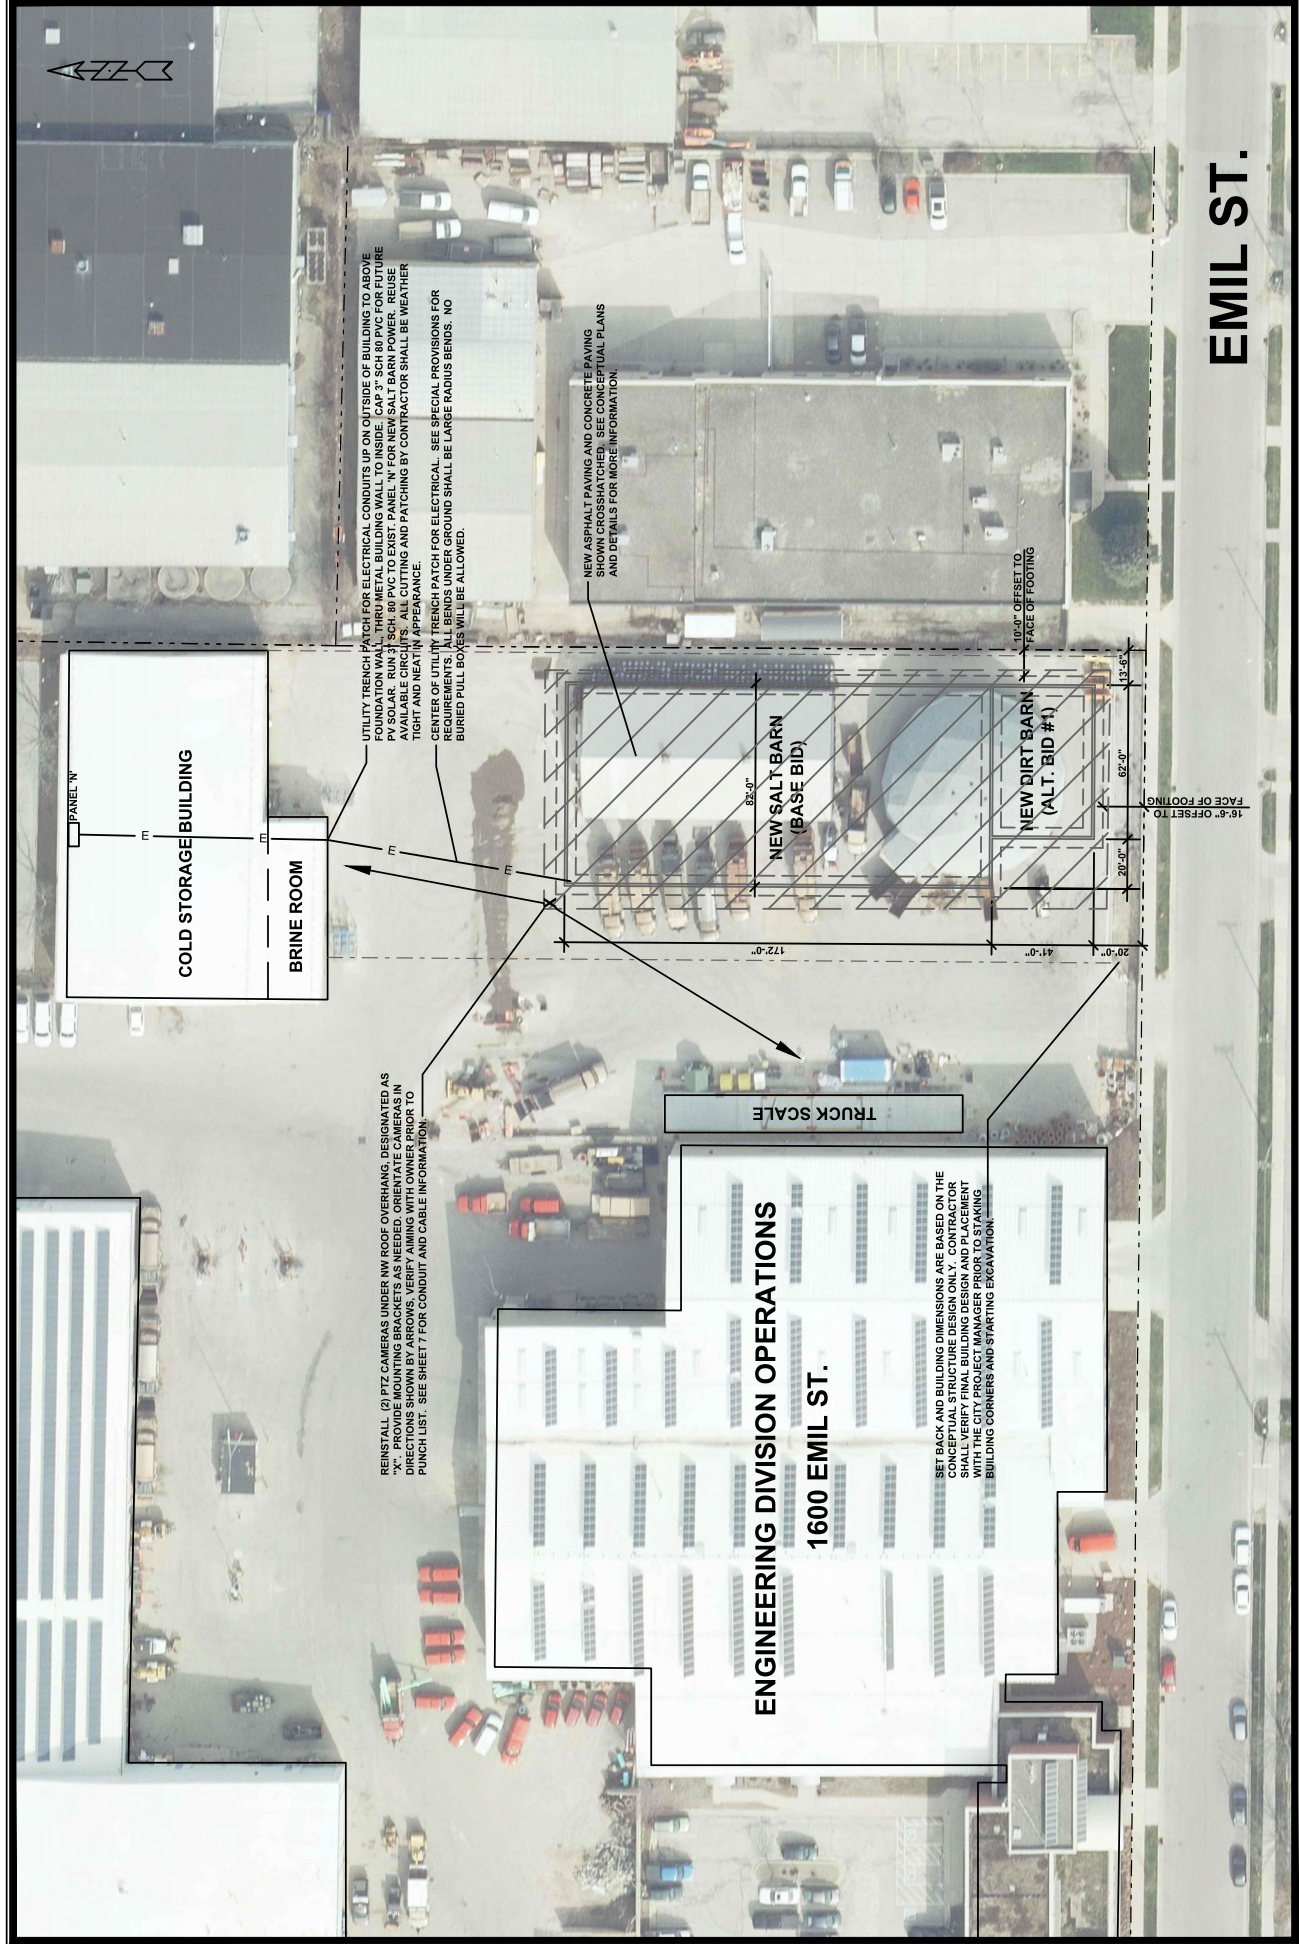 EMIL ST.
PANEL 'N'
COLD STORAGE BUILDING
BRINE ROOM
E
E
E
E
UTILITY TRENCH PATCH FOR ELECTRICAL CONDUITS UP ON OUTSIDE OF BUILDING TO ABOVE
FOUNDATION WALL, THRU METAL BUILDING WALL TO INSIDE. CAP 3" SCH 80 PVC FOR FUTURE
PV SOLAR. RUN 3" SCH. 80 PVC TO EXIST. PANEL 'N' FOR NEW SALT BARN POWER. REUSE
AVAILABLE CIRCUITS. ALL CUTTING AND PATCHING BY CONTRACTOR SHALL BE WEATHER
TIGHT AND NEAT IN APPEARANCE.
CENTER OF UTILITY TRENCH PATCH FOR ELECTRICAL. SEE SPECIAL PROVISIONS FOR
REQUIREMENTS. ALL BENDS UNDER GROUND SHALL BE LARGE RADIUS BENDS. NO
BURIED PULL BOXES WILL BE ALLOWED.
NEW ASPHALT PAVING AND CONCRETE PAVING
SHOWN CROSSHATCHED. SEE CONCEPTUAL PLANS
AND DETAILS FOR MORE INFORMATION.
10'-0" OFFSET TO
FACE OF FOOTING
82'-0"
NEW SALT BARN
(BASE BID)
NEW DIRT BARN
(ALT. BID #1)
13'-6"
62'-0"
20'-0"
16'-6" OFFSET TO
FACE OF FOOTING
172'-0"
41'-0"
20'-0"
REINSTALL (2) PTZ CAMERAS UNDER NW ROOF OVERHANG, DESIGNATED AS
"X". PROVIDE MOUNTING BRACKETS AS NEEDED. ORIENTATE CAMERAS IN
DIRECTIONS SHOWN BY ARROWS, VERIFY AIMING WITH OWNER PRIOR TO
PUNCH LIST. SEE SHEET 7 FOR CONDUIT AND CABLE INFORMATION.
TRUCK SCALE
ENGINEERING DIVISION OPERATIONS
1600 EMIL ST.
SET BACK AND BUILDING DIMENSIONS ARE BASED ON THE
CONCEPTUAL STRUCTURE DESIGN ONLY. CONTRACTOR
SHALL VERIFY FINAL BUILDING DESIGN AND PLACEMENT
WITH THE CITY PROJECT MANAGER PRIOR TO STAKING
BUILDING CORNERS AND STARTING EXCAVATION.